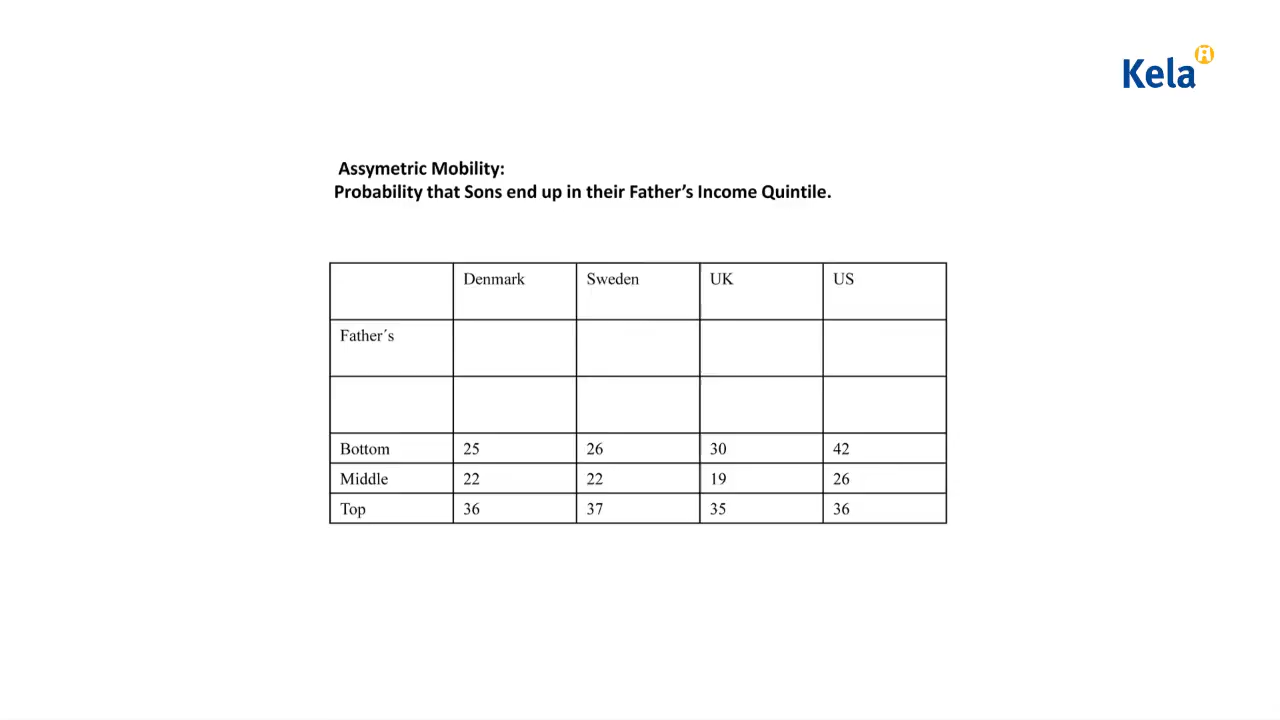 Kela
Assymetric Mobility:
Probability that Sons end up in their Father’s Income Quintile.
Denmark Sweden UK US
Father´s
Bottom 25 26 30 42
Middle 22 22 19 26
Top 36 37 35 36